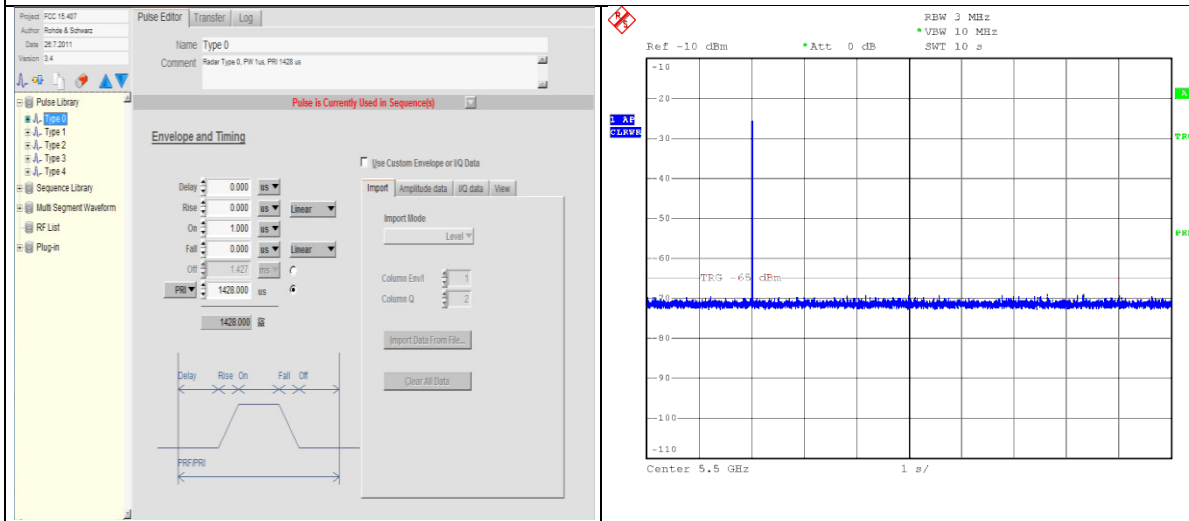 Project FCC 15.407
Author Rohde & Schwarz
Date 26.7.2011
Version 3.4
Pulse Library
Type 0
Type 1
Type 2
Type 3
Type 4
Sequence Library
Multi Segment Waveform
RF List
Plug-in
Pulse Editor Transfer Log
Name Type 0
Comment Radar Type 0, PW 1us, PRI 1428 us
Pulse is Currently Used in Sequence(s)
Envelope and Timing
Use Custom Envelope or I/Q Data
Delay 0.000 us
Rise 0.000 us Linear
On 1.000 us
Fall 0.000 us Linear
Off 1.427 ms
PRI 1428.000 us
1428.000
Import Amplitude data I/Q data View
Import Mode
Level
Column Env/I 1
Column Q 2
Import Data From File...
Clear All Data
Delay Rise On Fall Off
PRF/PRI
R S
RBW 3 MHz
* VBW 10 MHz
Ref -10 dBm * Att 0 dB SWT 10 s
-10
-20
-30
-40
-50
-60
-70
-80
-90
-100
-110
1 AP
CLRWR
A
TRG
PRN
TRG -65 dBm
Center 5.5 GHz 1 s/